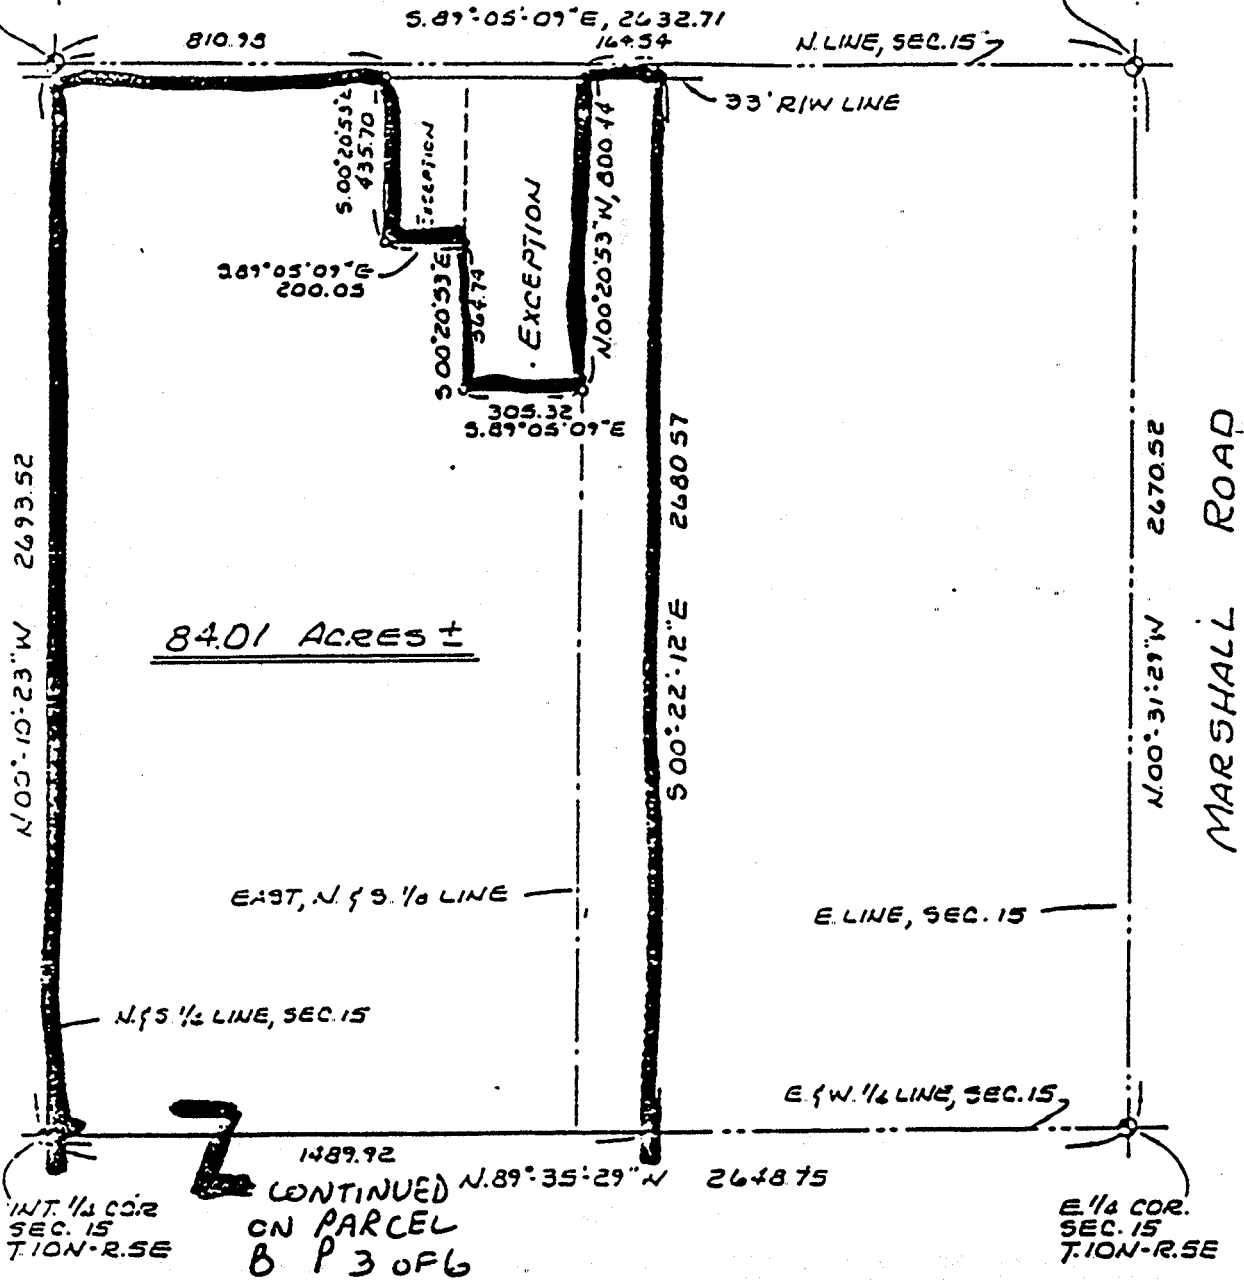 S.89°-05'-09"E, 2632.71
810.93
164.54
N. LINE, SEC. 15
33' R/W LINE
S.00°20'53"E
435.70
EXCEPTION
EXCEPTION
N.00°20'53"W, 800.44
S89°05'09"E
200.05
S00°20'53"E
364.74
305.32
S.89°05'09"E
N00°-10'-23"W 2693.52
S00°-22'-12"E 2680.57
N.00°-31'-29"W 2670.52
MARSHALL ROAD
84.01 ACRES ±
EAST, N. & S. 1/8 LINE
E. LINE, SEC. 15
N. & S. 1/4 LINE, SEC. 15
E. & W. 1/4 LINE, SEC. 15
1489.92
N.89°-35'-29"W 2648.75
CONTINUED
ON PARCEL
B P 3 OF 6
INT. 1/4 COR
SEC. 15
T.10N-R.5E
E. 1/4 COR.
SEC. 15
T.10N-R.5E